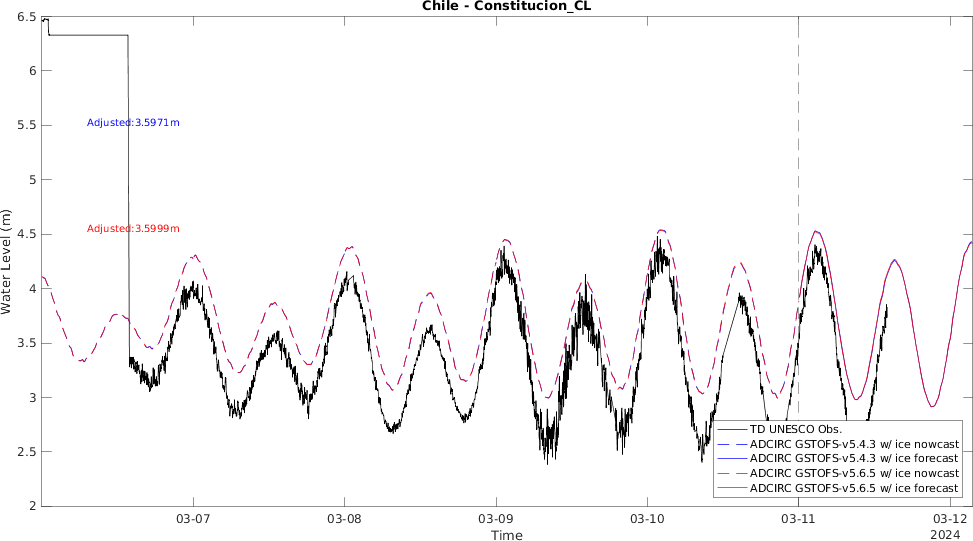 Chile - Constitucion_CL
6.5
6
5.5
5
4.5
4
3.5
3
2.5
2
Water Level (m)
Adjusted:3.5971m
Adjusted:3.5999m
TD UNESCO Obs.
ADCIRC GSTOFS-v5.4.3 w/ ice nowcast
ADCIRC GSTOFS-v5.4.3 w/ ice forecast
ADCIRC GSTOFS-v5.6.5 w/ ice nowcast
ADCIRC GSTOFS-v5.6.5 w/ ice forecast
03-07 03-08 03-09 03-10 03-11 03-12
Time
2024